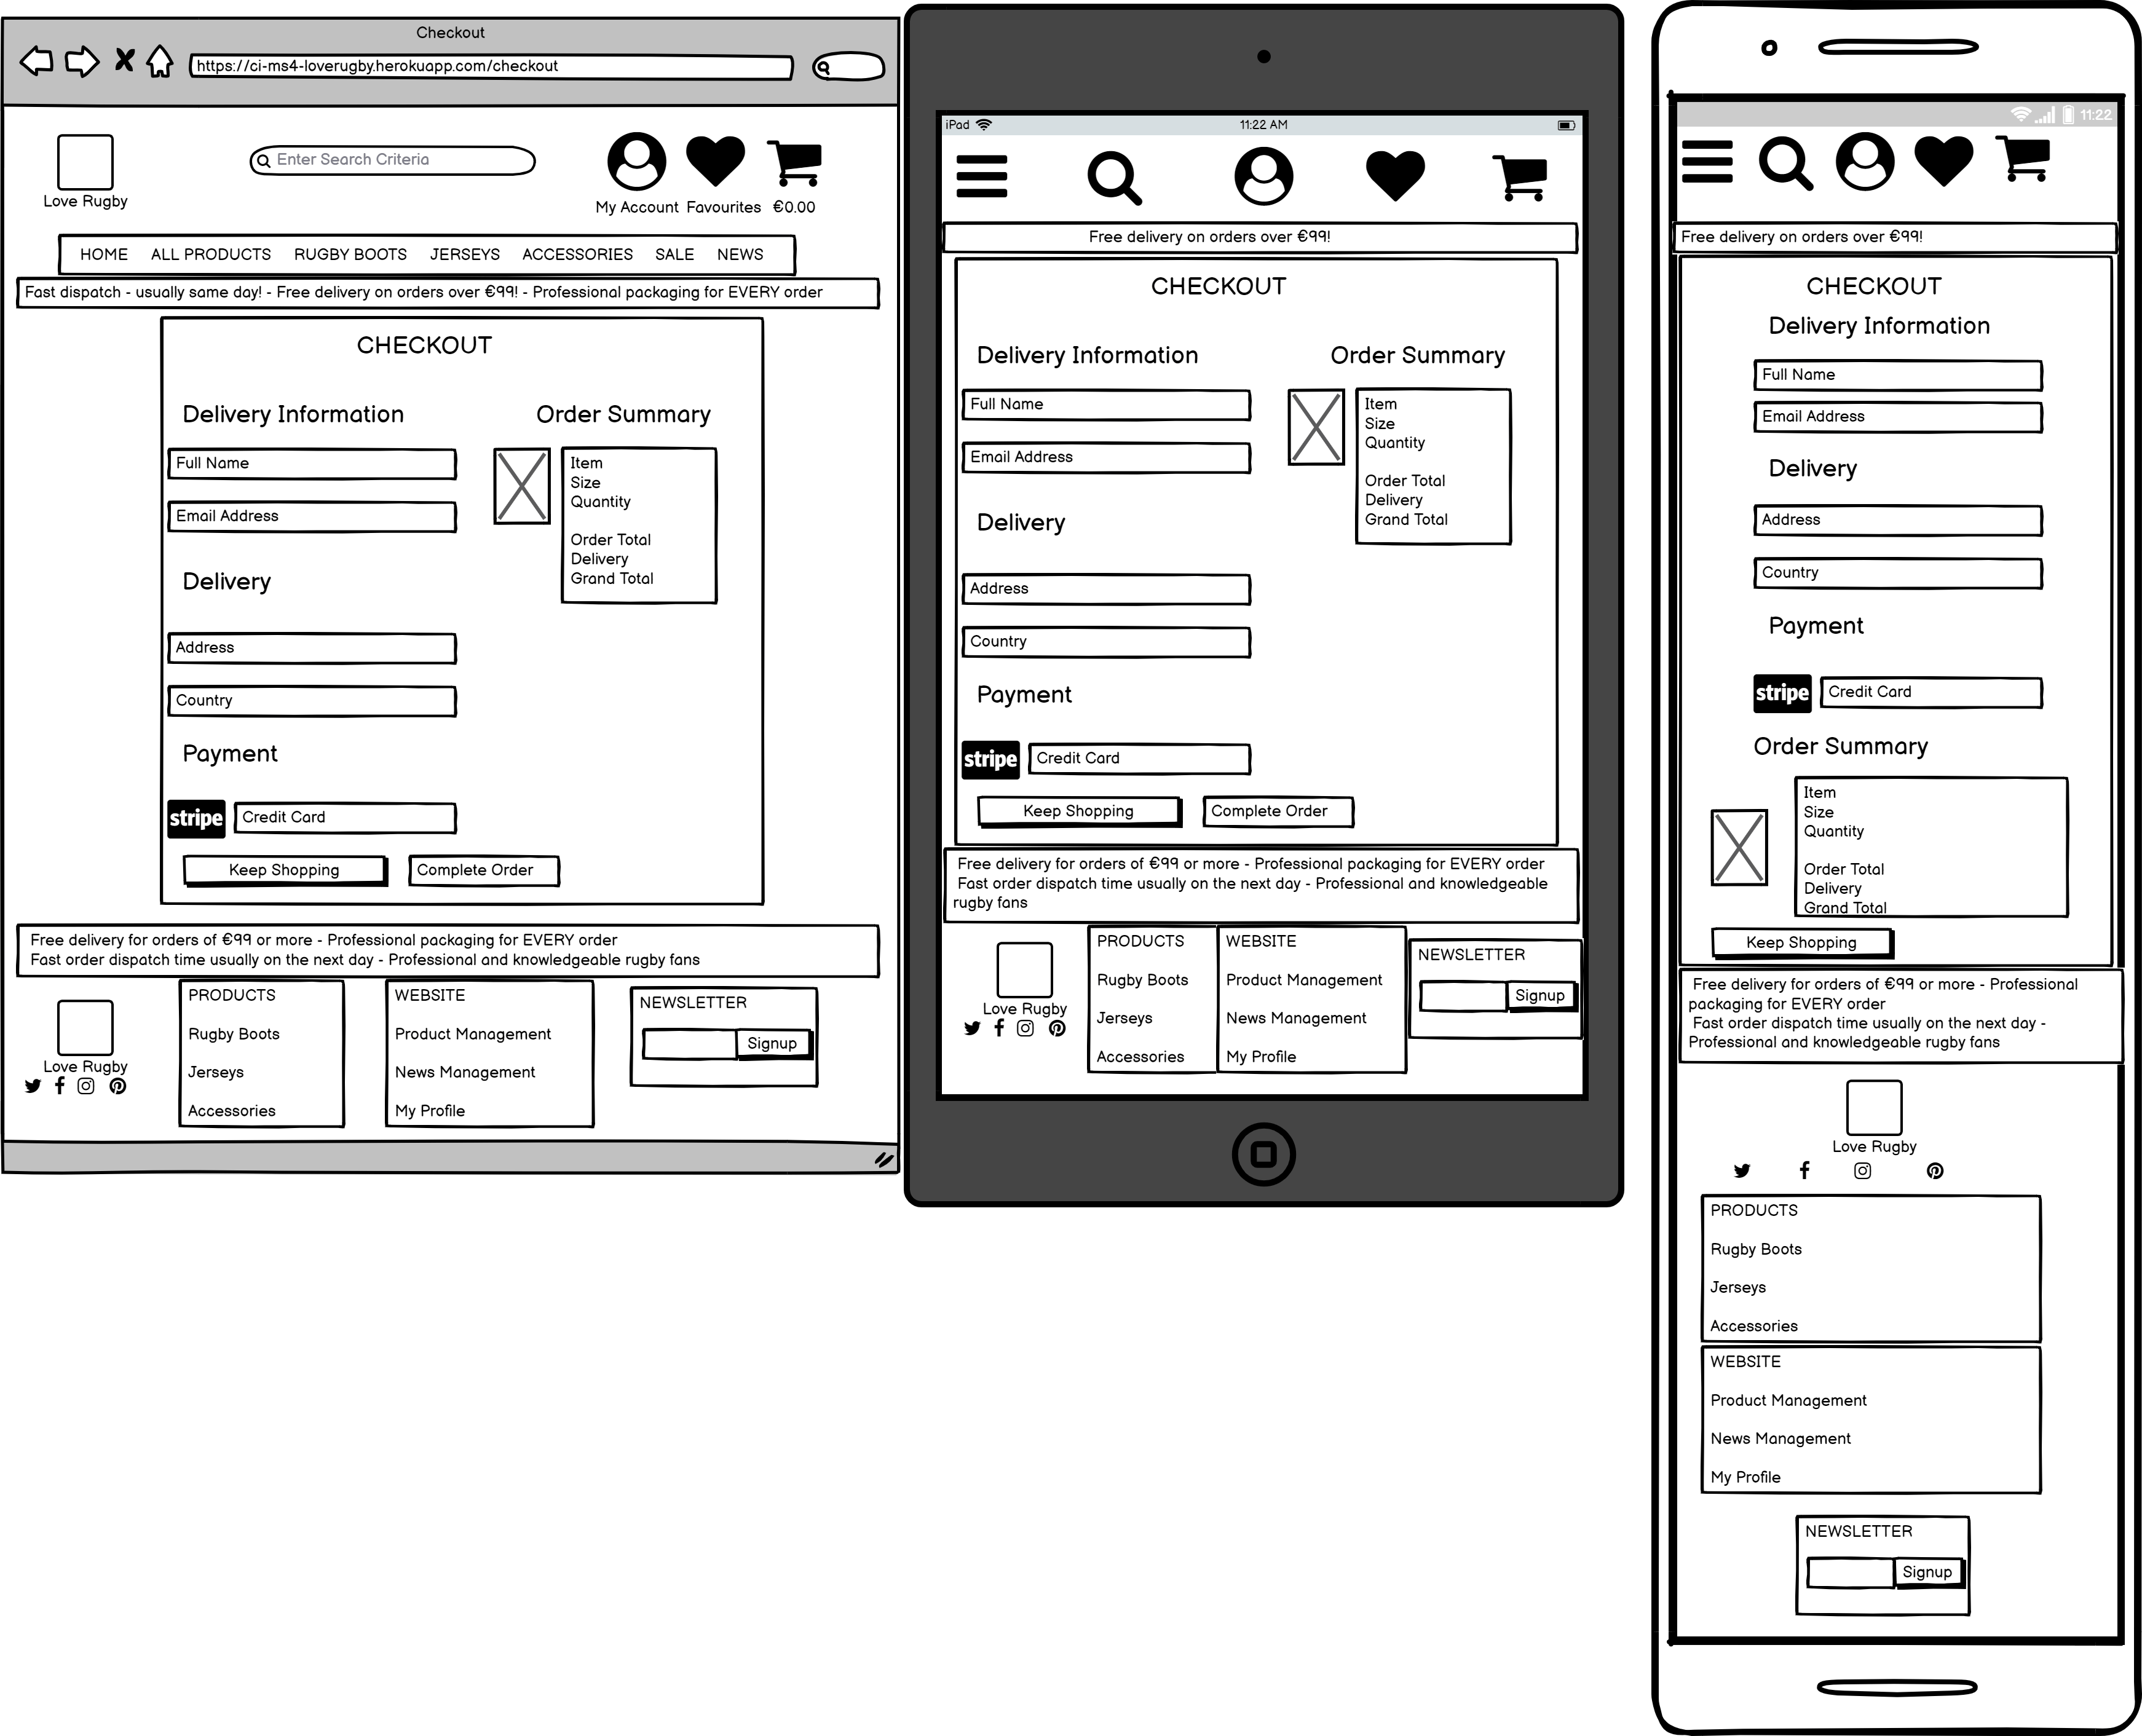 Checkout
https://ci-ms4-loverugby.herokuapp.com/checkout
Love Rugby
Enter Search Criteria
My Account Favourites €0.00
HOME ALL PRODUCTS RUGBY BOOTS JERSEYS ACCESSORIES SALE NEWS
Fast dispatch - usually same day! - Free delivery on orders over €99! - Professional packaging for EVERY order
CHECKOUT
Delivery Information
Full Name
Email Address
Delivery
Address
Country
Payment
stripe Credit Card
Order Summary
Item
Size
Quantity
Order Total
Delivery
Grand Total
Keep Shopping
Complete Order
Free delivery for orders of €99 or more - Professional packaging for EVERY order
Fast order dispatch time usually on the next day - Professional and knowledgeable rugby fans
Love Rugby
PRODUCTS
Rugby Boots
Jerseys
Accessories
WEBSITE
Product Management
News Management
My Profile
NEWSLETTER
Signup
iPad 11:22 AM
Free delivery on orders over €99!
CHECKOUT
Delivery Information
Full Name
Email Address
Delivery
Address
Country
Payment
stripe Credit Card
Order Summary
Item
Size
Quantity
Order Total
Delivery
Grand Total
Keep Shopping
Complete Order
Free delivery for orders of €99 or more - Professional packaging for EVERY order
Fast order dispatch time usually on the next day - Professional and knowledgeable
rugby fans
Love Rugby
PRODUCTS
Rugby Boots
Jerseys
Accessories
WEBSITE
Product Management
News Management
My Profile
NEWSLETTER
Signup
11:22
Free delivery on orders over €99!
CHECKOUT
Delivery Information
Full Name
Email Address
Delivery
Address
Country
Payment
stripe Credit Card
Order Summary
Item
Size
Quantity
Order Total
Delivery
Grand Total
Keep Shopping
Free delivery for orders of €99 or more - Professional
packaging for EVERY order
Fast order dispatch time usually on the next day -
Professional and knowledgeable rugby fans
Love Rugby
PRODUCTS
Rugby Boots
Jerseys
Accessories
WEBSITE
Product Management
News Management
My Profile
NEWSLETTER
Signup